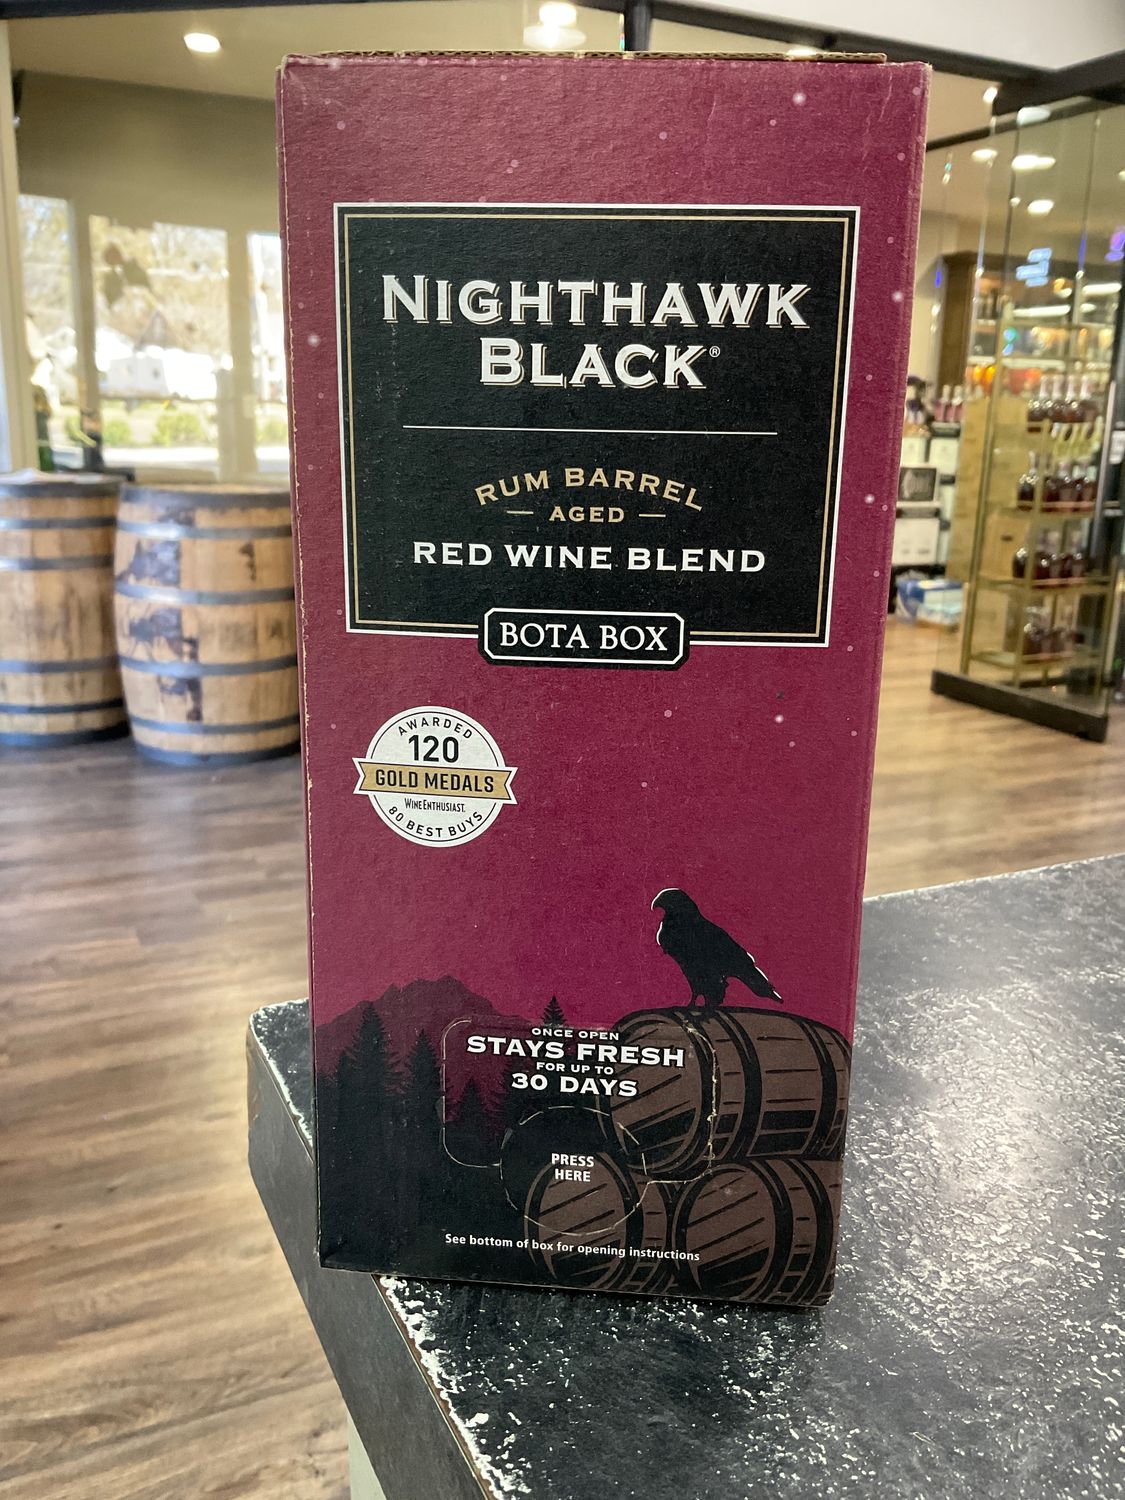 NIGHTHAWK
BLACK®
RUM BARREL
AGED
RED WINE BLEND
BOTA BOX
AWARDED
120
GOLD MEDALS
WINE ENTHUSIAST
80 BEST BUYS
ONCE OPEN
STAYS FRESH
FOR UP TO
30 DAYS
PRESS
HERE
See bottom of box for opening instructions